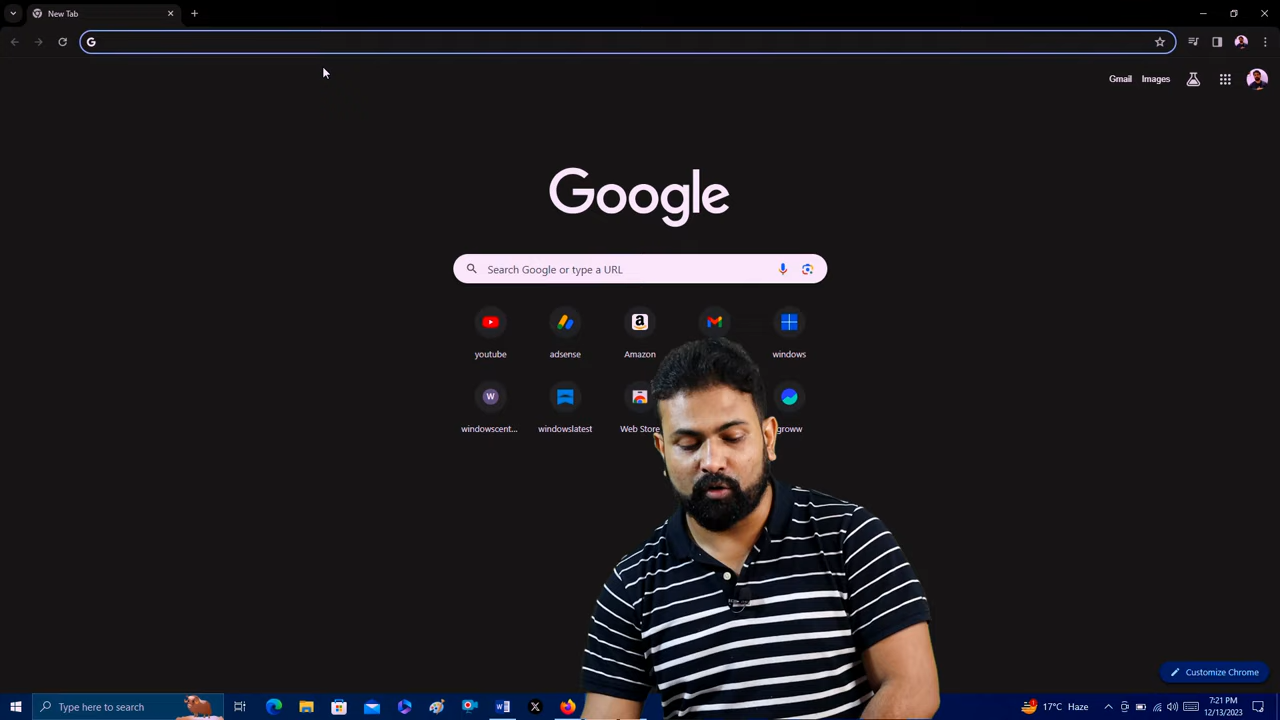 New Tab
Gmail
Images
Google
Search Google or type a URL
youtube
adsense
Amazon
windows
W
windowscent...
windowslatest
Web Store
groww
Customize Chrome
Type here to search
17°C Haze
7:21 PM
12/13/2023